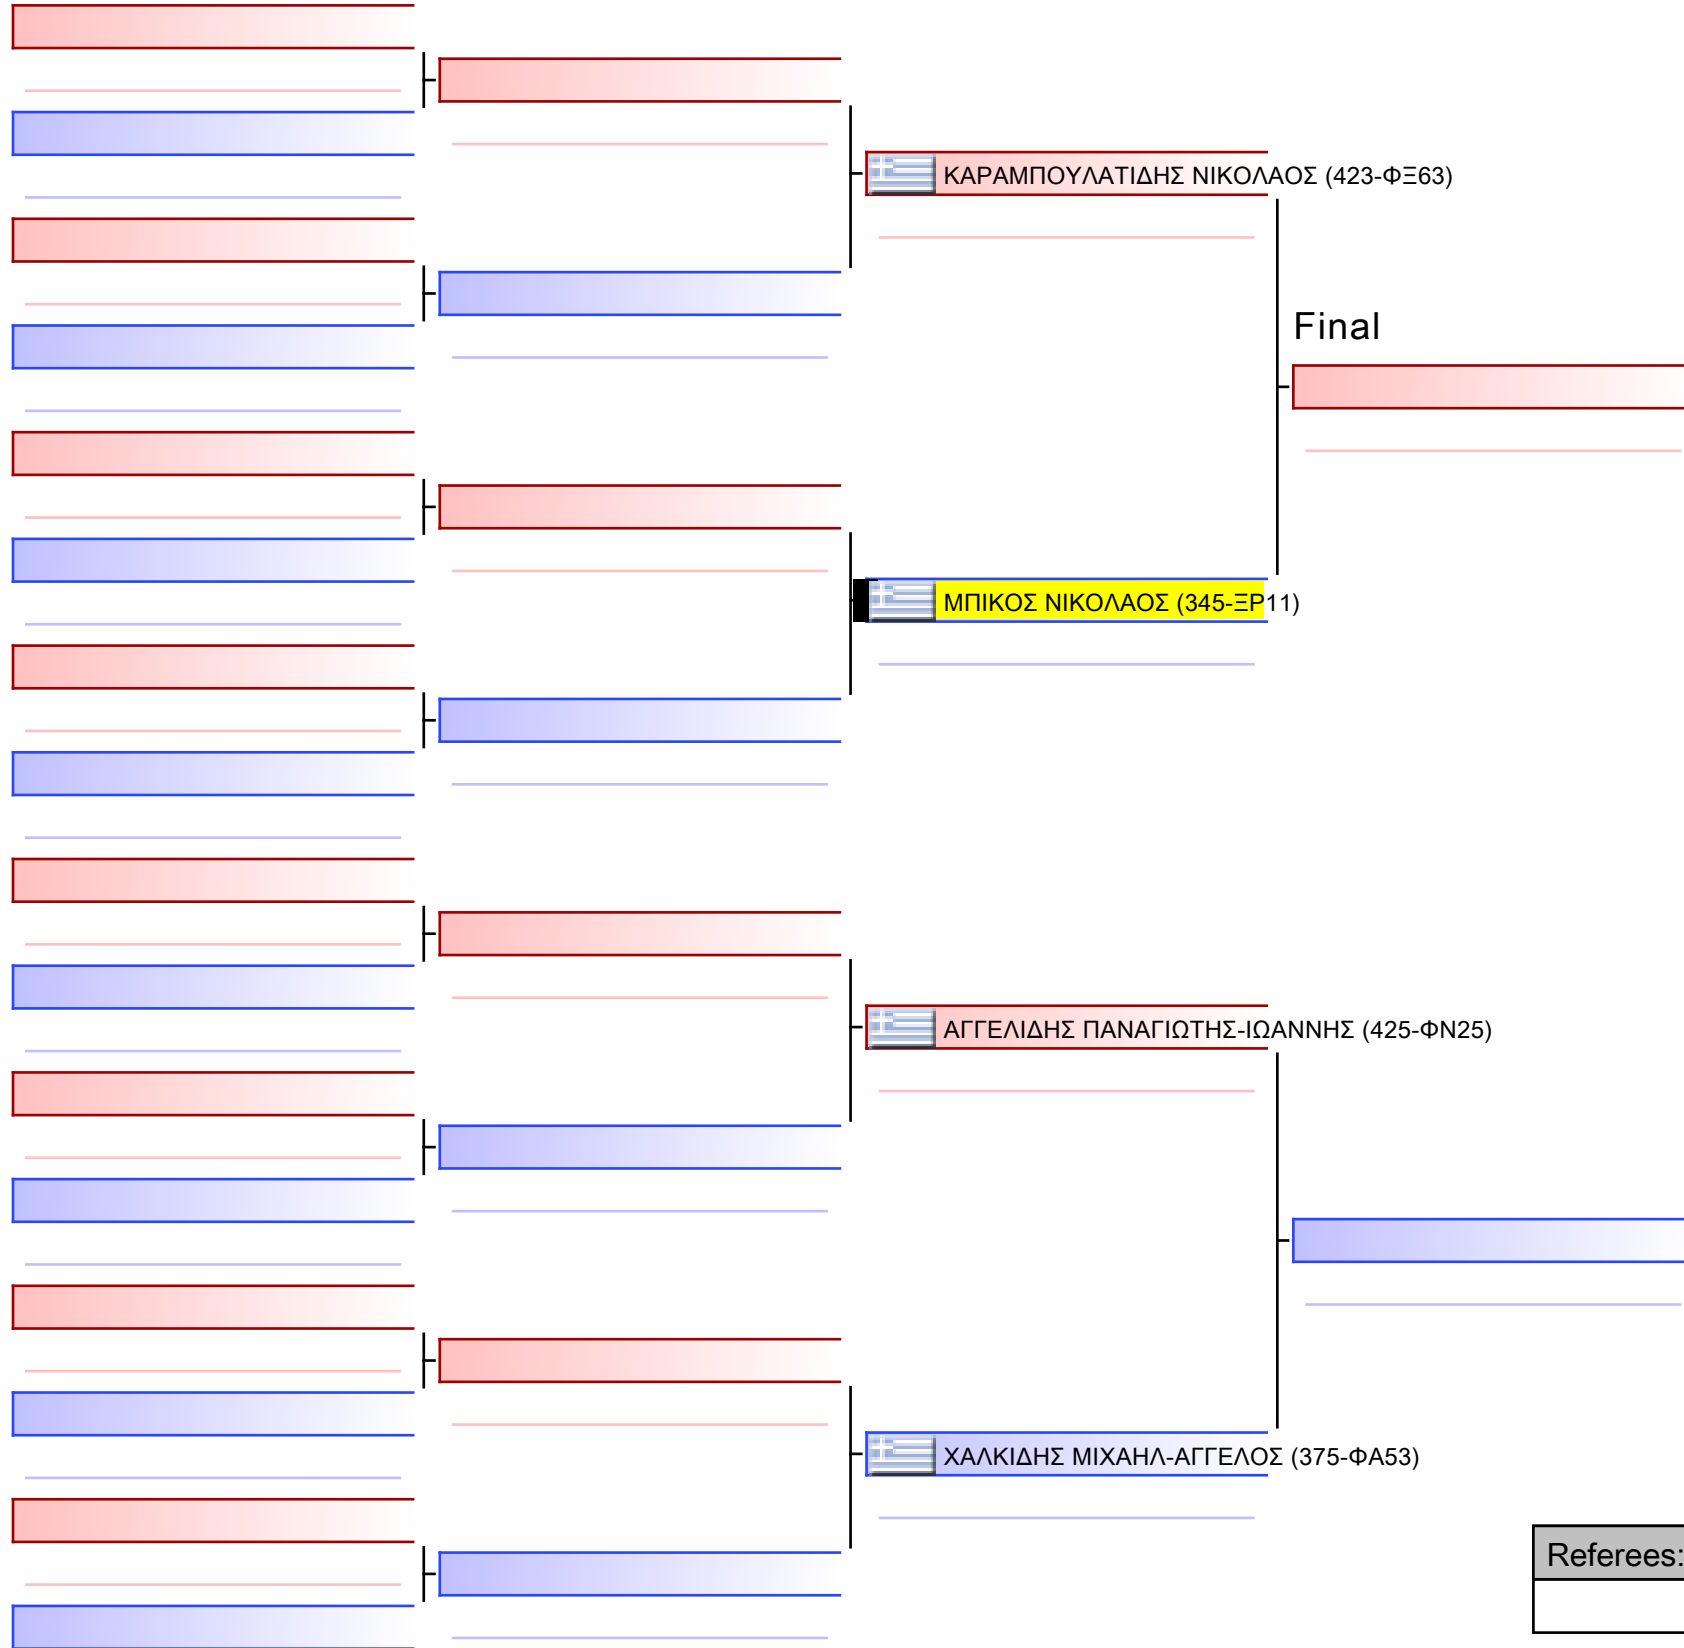 ΚΑΡΑΜΠΟΥΛΑΤΙΔΗΣ ΝΙΚΟΛΑΟΣ (423-ΦΞ63)
Final
ΜΠΙΚΟΣ ΝΙΚΟΛΑΟΣ (345-ΞΡ11)
ΑΓΓΕΛΙΔΗΣ ΠΑΝΑΓΙΩΤΗΣ-ΙΩΑΝΝΗΣ (425-ΦΝ25)
ΧΑΛΚΙΔΗΣ ΜΙΧΑΗΛ-ΑΓΓΕΛΟΣ (375-ΦΑ53)
Referees: